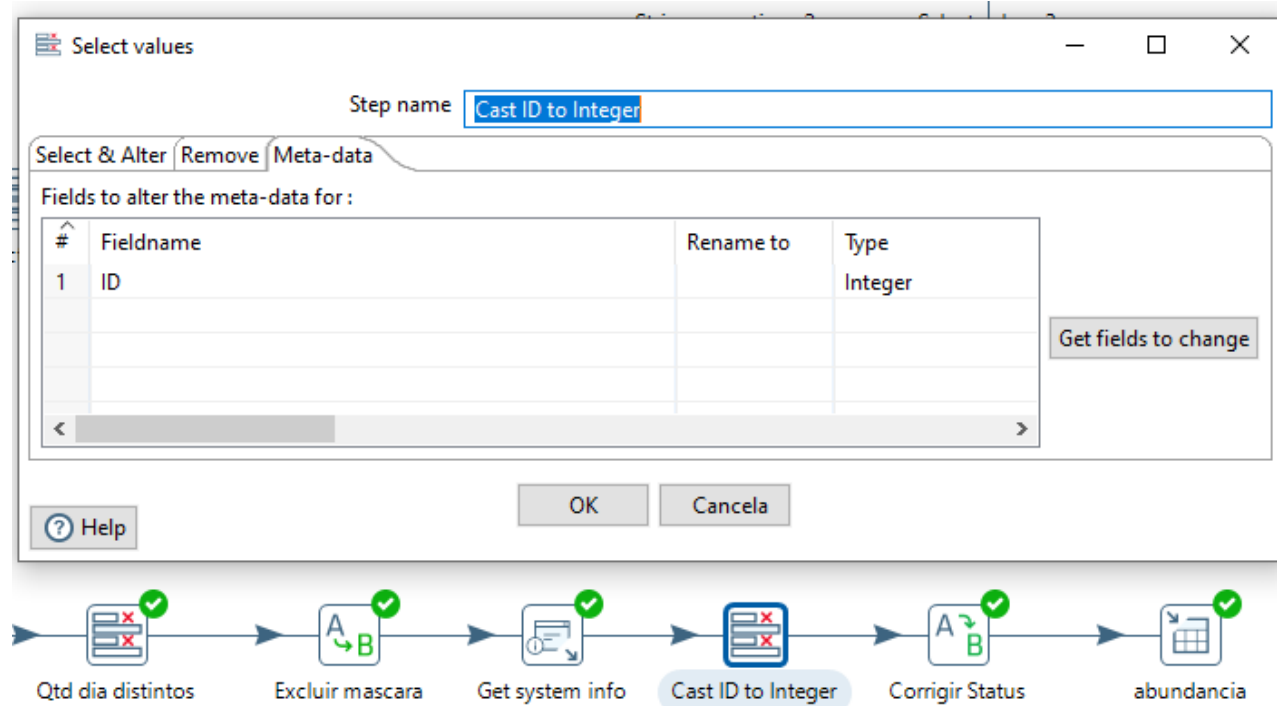 Select values
Step name Cast ID to Integer
Select & Alter Remove Meta-data
Fields to alter the meta-data for :
# Fieldname Rename to Type
1 ID Integer
Get fields to change
OK Cancela
Help
A B A B
Qtd dia distintos Excluir mascara Get system info Cast ID to Integer Corrigir Status abundancia